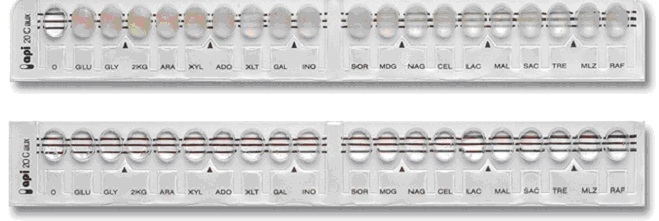 api 20 C aux
0 GLU GLY 2KG ARA XYL ADO XLT GAL INO SOR MDG NAG CEL LAC MAL SAC TRE MLZ RAF
api 20 C aux
0 GLU GLY 2KG ARA XYL ADO XLT GAL INO SOR MDG NAG CEL LAC MAL SAC TRE MLZ RAF